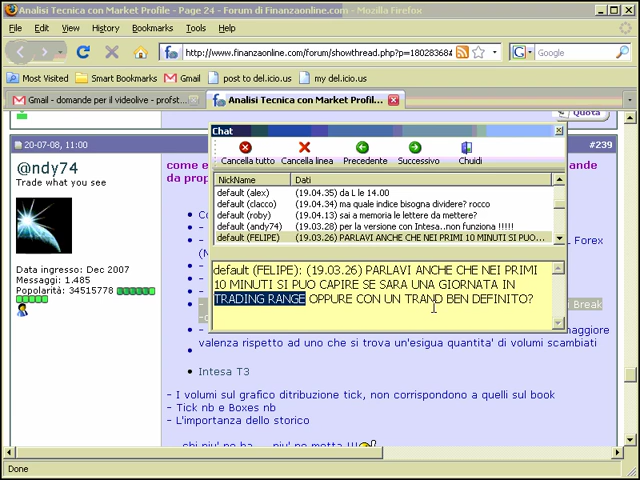 Analisi Tecnica con Market Profile - Page 24 - Forum di Finanzaonline.com - Mozilla Firefox
File Edit View History Bookmarks Tools Help
http://www.finanzaonline.com/forum/showthread.php?p=18028368
Google
Most Visited Smart Bookmarks Gmail post to del.icio.us my del.icio.us
Gmail - domande per il videolive - profst...
Analisi Tecnica con Market Profil...
Quota
20-07-08, 11:00
#239
@ndy74
Trade what you see
Data ingresso: Dec 2007
Messaggi: 1.485
Popolarità: 34515778
come e
ande
da prop
Forex
Chat
Cancella tutto Cancella linea Precedente Successivo Chiudi
NickName Dati
default (alex) (19.04.35) da L le 14.00
default (clacco) (19.04.34) ma quale indice bisogna dividere? rocco
default (roby) (19.04.13) sai a memoria le lettere da mettere?
default (andy74) (19.03.28) per la versione con Intesa..non funziona !!!!!
default (FELIPE) (19.03.26) PARLAVI ANCHE CHE NEI PRIMI 10 MINUTI SI PUO...
default (FELIPE): (19.03.26) PARLAVI ANCHE CHE NEI PRIMI
10 MINUTI SI PUO CAPIRE SE SARA UNA GIORNATA IN
TRADING RANGE OPPURE CON UN TRAND BEN DEFINITO?
Break
maggiore
valenza rispetto ad uno che si trova un'esigua quantita' di volumi scambiati
Intesa T3
- I volumi sul grafico ditribuzione tick, non corrispondono a quelli sul book
- Tick nb e Boxes nb
- L'importanza dello storico
Done